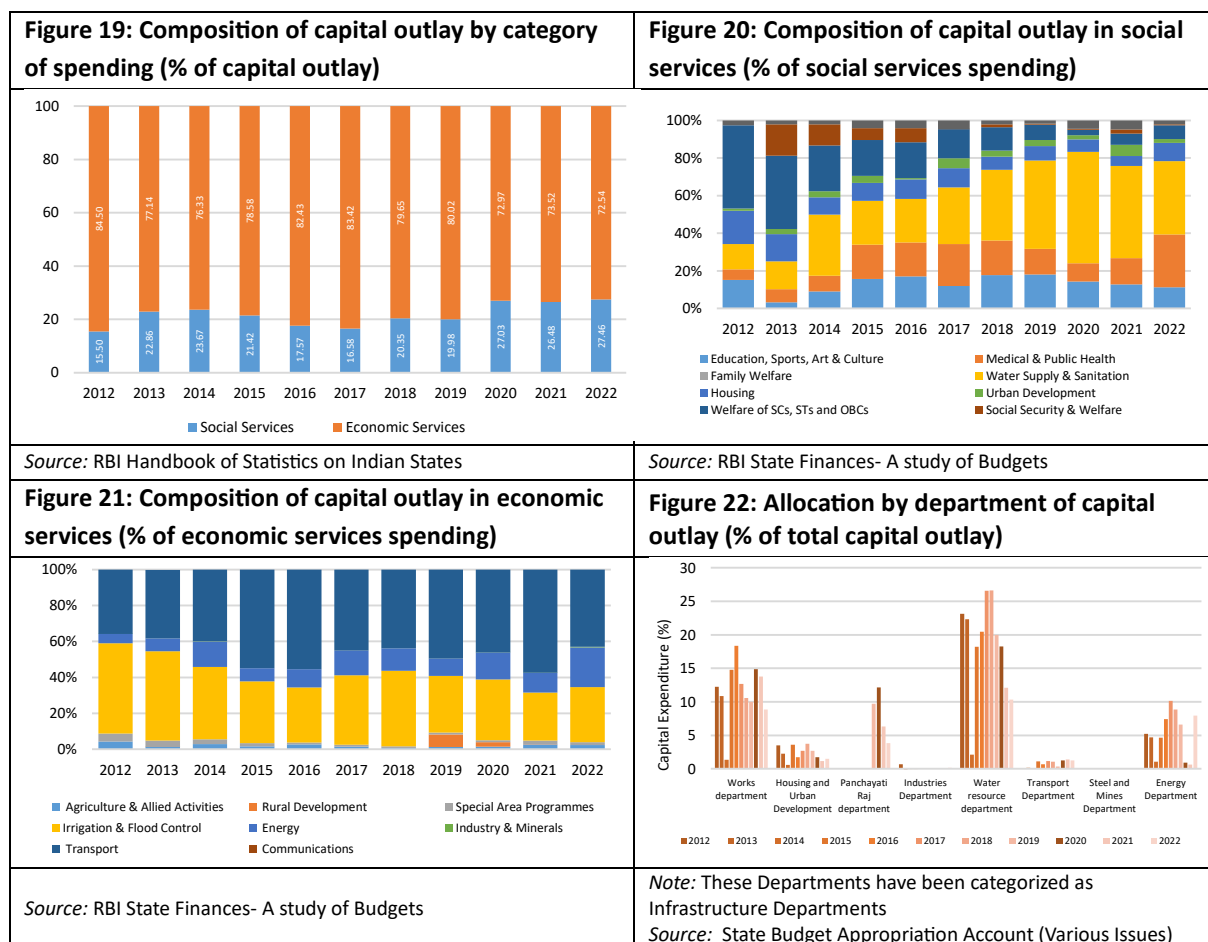 Figure 19: Composition of capital outlay by category
of spending (% of capital outlay)
100
80
60
40
20
0
84.50
77.14
76.33
78.58
82.43
83.42
79.65
80.02
72.97
73.52
72.54
15.50
22.86
23.67
21.42
17.57
16.58
20.35
19.98
27.03
26.48
27.46
2012 2013 2014 2015 2016 2017 2018 2019 2020 2021 2022
Social Services Economic Services
Source: RBI Handbook of Statistics on Indian States
Figure 20: Composition of capital outlay in social
services (% of social services spending)
100%
80%
60%
40%
20%
0%
2012 2013 2014 2015 2016 2017 2018 2019 2020 2021 2022
Education, Sports, Art & Culture Medical & Public Health
Family Welfare Water Supply & Sanitation
Housing Urban Development
Welfare of SCs, STs and OBCs Social Security & Welfare
Source: RBI State Finances- A study of Budgets
Figure 21: Composition of capital outlay in economic
services (% of economic services spending)
100%
80%
60%
40%
20%
0%
2012 2013 2014 2015 2016 2017 2018 2019 2020 2021 2022
Agriculture & Allied Activities Rural Development Special Area Programmes
Irrigation & Flood Control Energy Industry & Minerals
Transport Communications
Source: RBI State Finances- A study of Budgets
Figure 22: Allocation by department of capital
outlay (% of total capital outlay)
Capital Expenditure (%)
30
25
20
15
10
5
0
Works
department
Housing and
Urban
Development
Panchayati
Raj
department
Industries
Department
Water
resource
department
Transport
Department
Steel and
Mines
Department
Energy
Department
2012 2013 2014 2015 2016 2017 2018 2019 2020 2021 2022
Note: These Departments have been categorized as
Infrastructure Departments
Source: State Budget Appropriation Account (Various Issues)